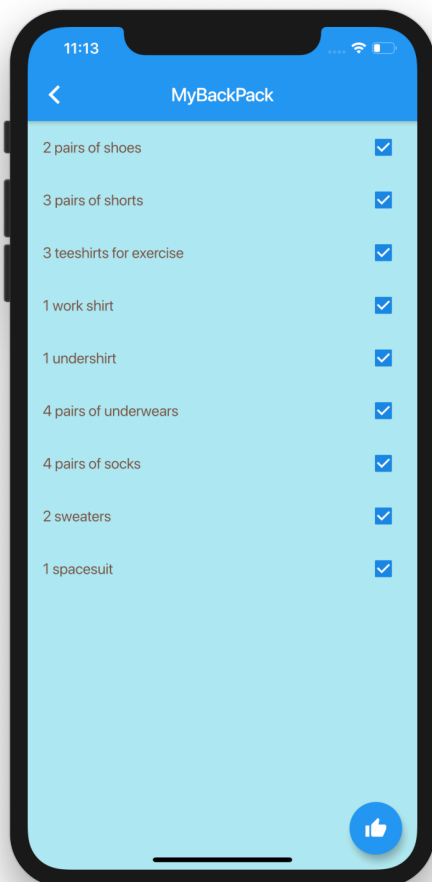 11:13
MyBackPack
2 pairs of shoes
3 pairs of shorts
3 teeshirts for exercise
1 work shirt
1 undershirt
4 pairs of underwears
4 pairs of socks
2 sweaters
1 spacesuit